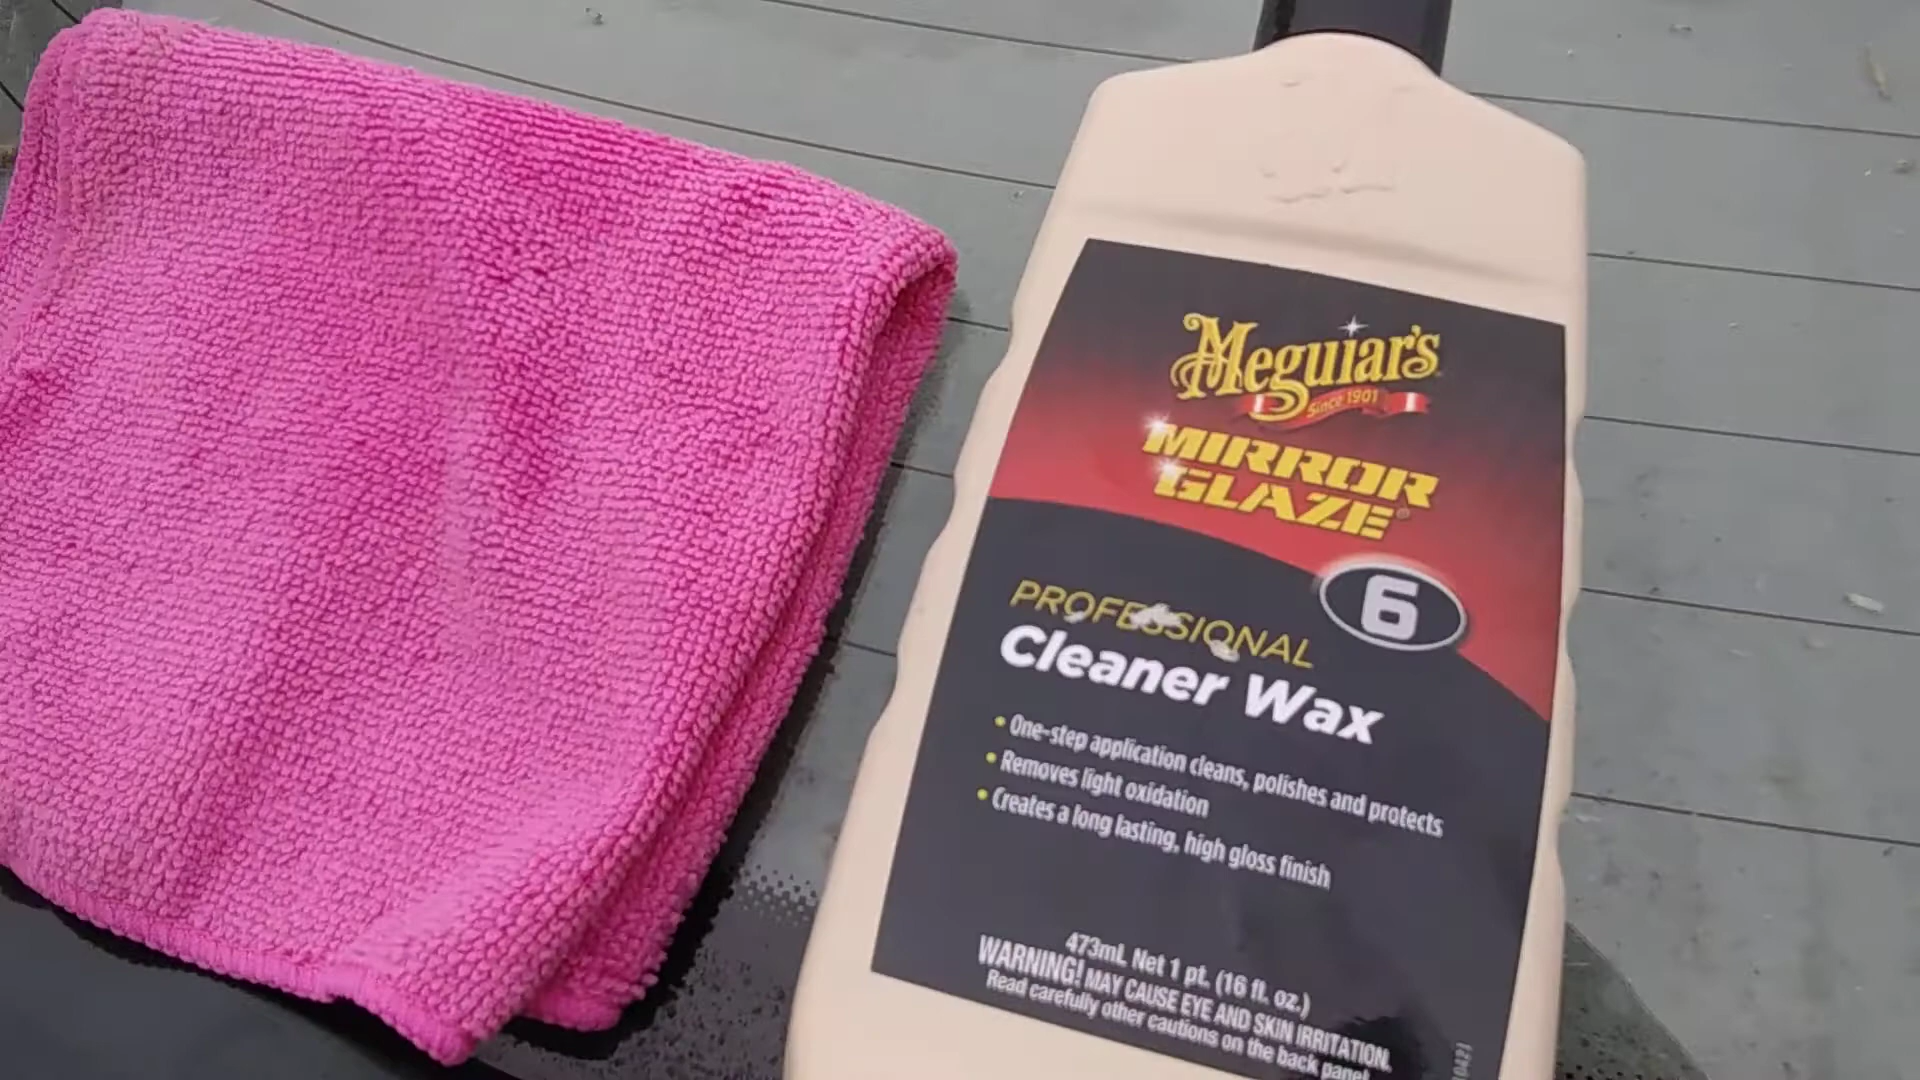 Meguiar's
Since 1901
MIRROR
GLAZE®
6
PROFESSIONAL
Cleaner Wax
• One-step application cleans, polishes and protects
• Removes light oxidation
• Creates a long lasting, high gloss finish
473mL Net 1 pt. (16 fl. oz.)
WARNING! MAY CAUSE EYE AND SKIN IRRITATION.
Read carefully other cautions on the back panel.